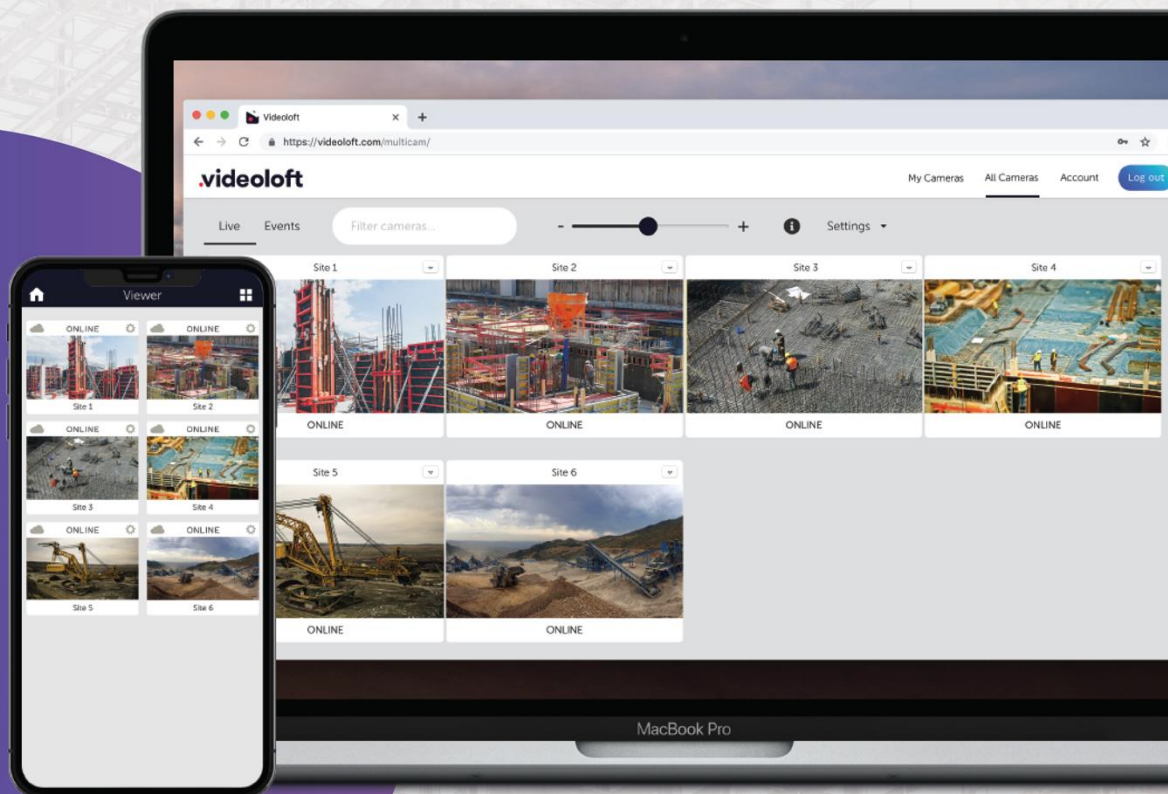 Videoloft
https://videoloft.com/multicam/
.videoloft
My Cameras All Cameras Account Log out
Live Events Filter cameras... - + Settings
Site 1 Site 2 Site 3 Site 4
ONLINE ONLINE ONLINE ONLINE
Site 5 Site 6
ONLINE ONLINE
MacBook Pro
Viewer
ONLINE ONLINE
Site 1 Site 2
ONLINE ONLINE
Site 3 Site 4
ONLINE ONLINE
Site 5 Site 6